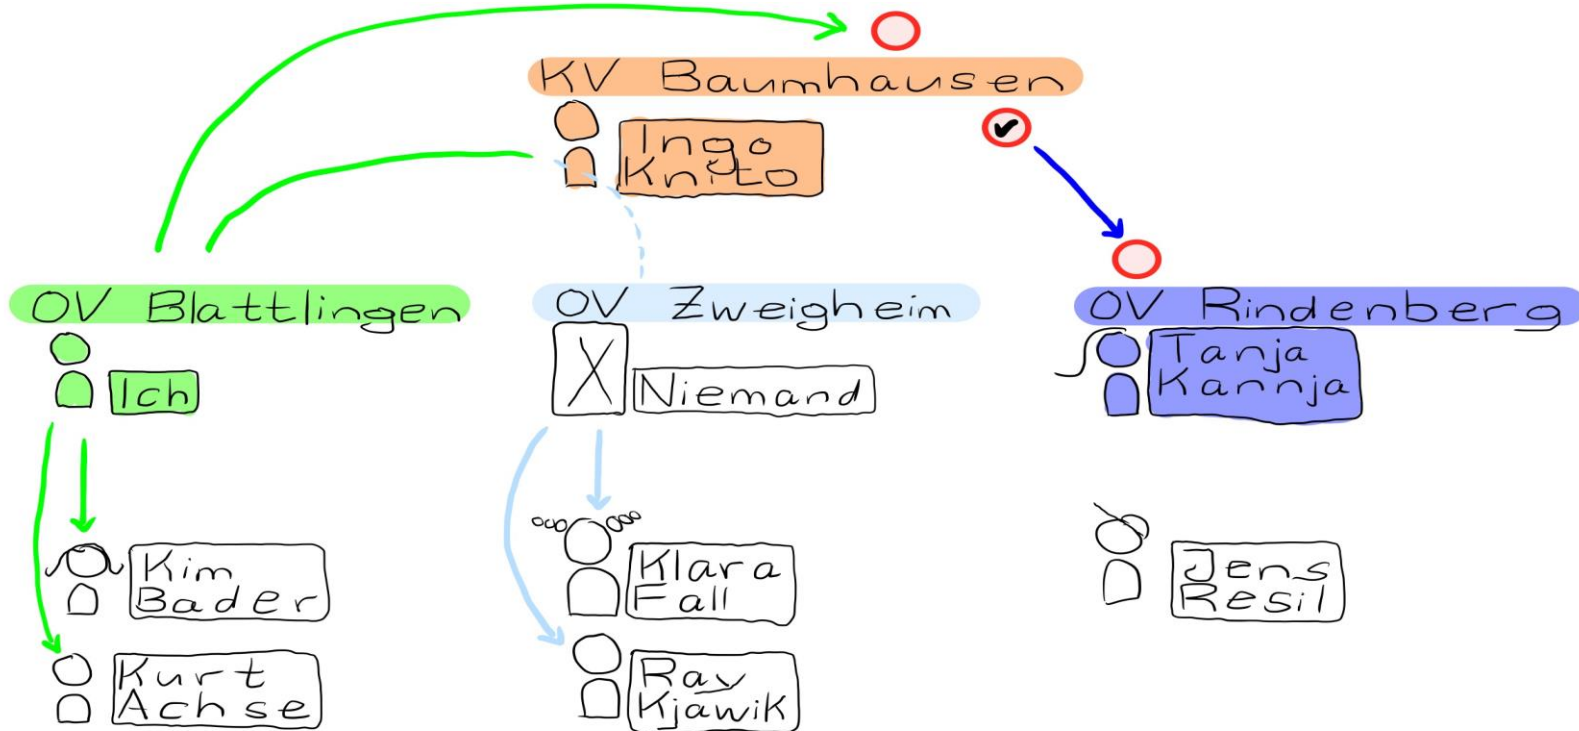 KV Baumhausen
Ingo
Knito
OV Blattlingen
OV Zweigheim
OV Rindenberg
Ich
X
Niemand
Tanja
Kannja
Kim
Bader
Klara
Fall
Jens
Resil
Kurt
Achse
Ray
Kjawik